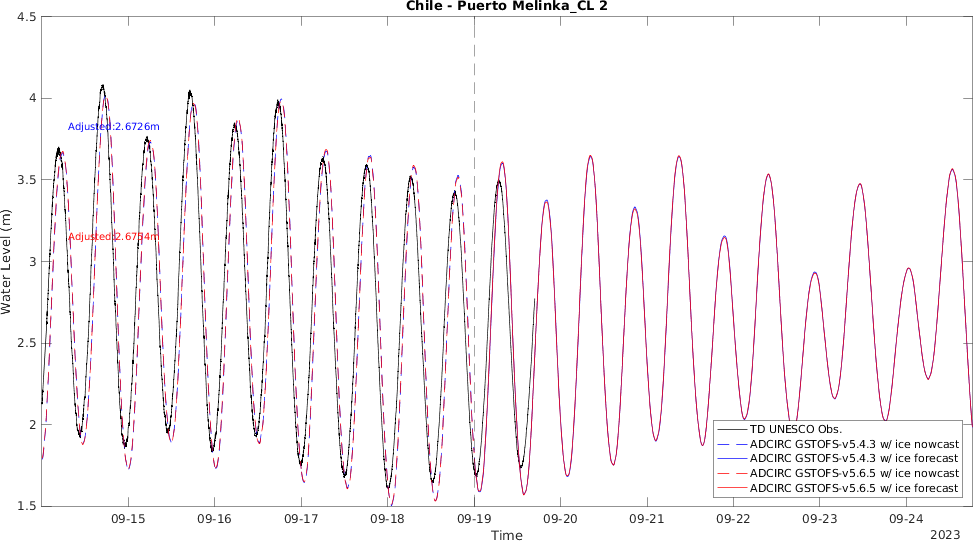 Chile - Puerto Melinka_CL 2
4.5
4
3.5
3
2.5
2
1.5
Water Level (m)
Adjusted:2.6726m
Adjusted:2.6754m
TD UNESCO Obs.
ADCIRC GSTOFS-v5.4.3 w/ ice nowcast
ADCIRC GSTOFS-v5.4.3 w/ ice forecast
ADCIRC GSTOFS-v5.6.5 w/ ice nowcast
ADCIRC GSTOFS-v5.6.5 w/ ice forecast
09-15 09-16 09-17 09-18 09-19 09-20 09-21 09-22 09-23 09-24
Time
2023